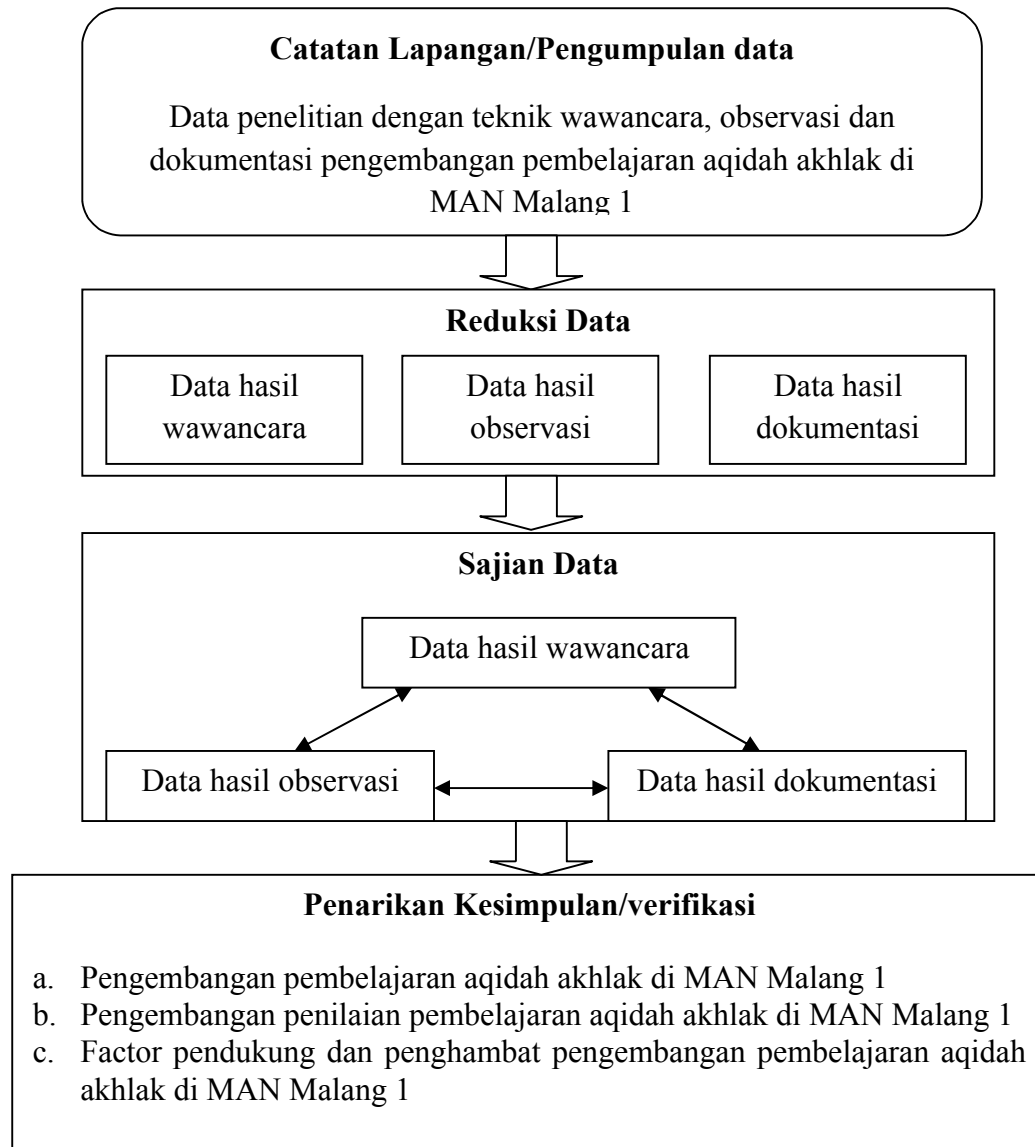 Catatan Lapangan/Pengumpulan data
Data penelitian dengan teknik wawancara, observasi dan
dokumentasi pengembangan pembelajaran aqidah akhlak di
MAN Malang 1
Reduksi Data
Data hasil
wawancara
Data hasil
observasi
Data hasil
dokumentasi
Sajian Data
Data hasil wawancara
Data hasil observasi
Data hasil dokumentasi
Penarikan Kesimpulan/verifikasi
a. Pengembangan pembelajaran aqidah akhlak di MAN Malang 1
b. Pengembangan penilaian pembelajaran aqidah akhlak di MAN Malang 1
c. Factor pendukung dan penghambat pengembangan pembelajaran aqidah
akhlak di MAN Malang 1